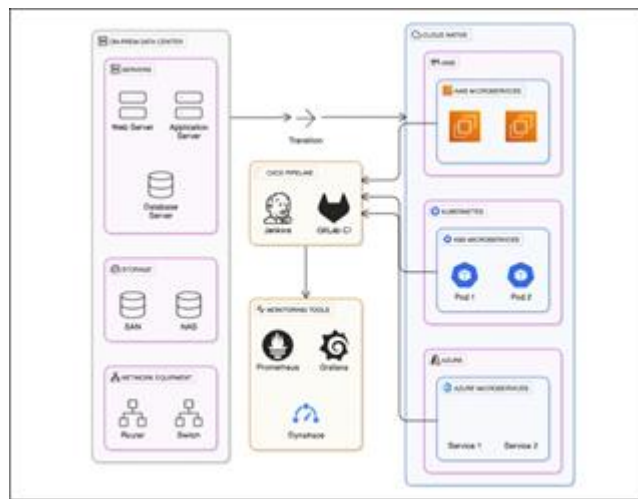 ON-PREM DATA CENTER
SERVERS
Web Server
Application
Server
Database
Server
STORAGE
SAN
NAS
NETWORK EQUIPMENT
Router
Switch
Transition
CI/CD PIPELINE
Jenkins
GitLab CI
MONITORING TOOLS
Prometheus
Grafana
Dynatrace
CLOUD NATIVE
AWS
AWS MICROSERVICES
KUBERNETES
K8S MICROSERVICES
Pod 1
Pod 2
AZURE
AZURE MICROSERVICES
Service 1
Service 2